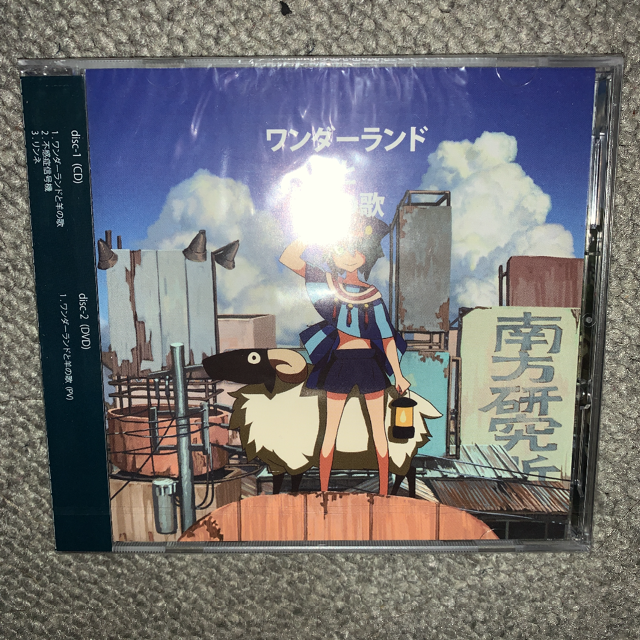 ワンダーランド
歌
南方研究
disc-1 (CD)
1. ワンダーランドと羊の歌
2. 不感症信号機
3. リンネ
disc-2 (DVD)
1. ワンダーランドと羊の歌 (PV)